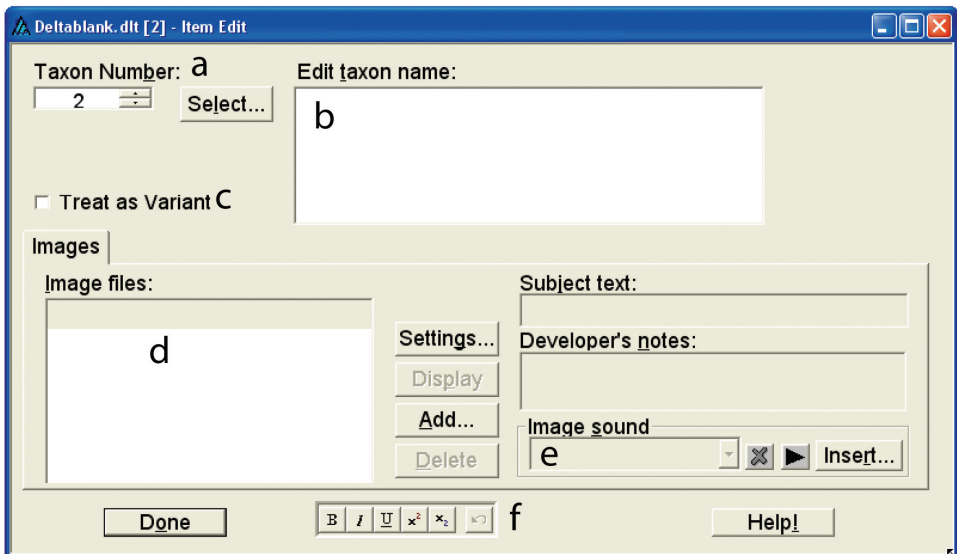 Deltablank.dlt [2] - Item Edit
Taxon Number: a
Edit taxon name:
2
Select...
b
Treat as Variant c
Images
Image files:
Subject text:
d
Settings...
Developer's notes:
Display
Add...
Image sound
Delete
e
Insert...
Done
B I U x² x₂
f
Help!